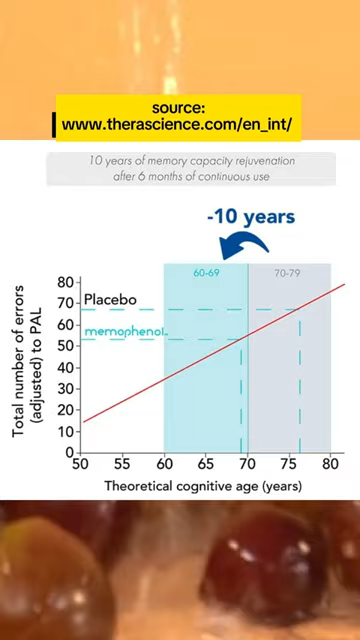 source:
www.therascience.com/en_int/
10 years of memory capacity rejuvenation
after 6 months of continuous use
-10 years
60-69
70-79
80
70
60
50
40
30
20
10
0
Placebo
memophenol
Total number of errors
(adjusted) to PAL
50
55
60
65
70
75
80
Theoretical cognitive age (years)